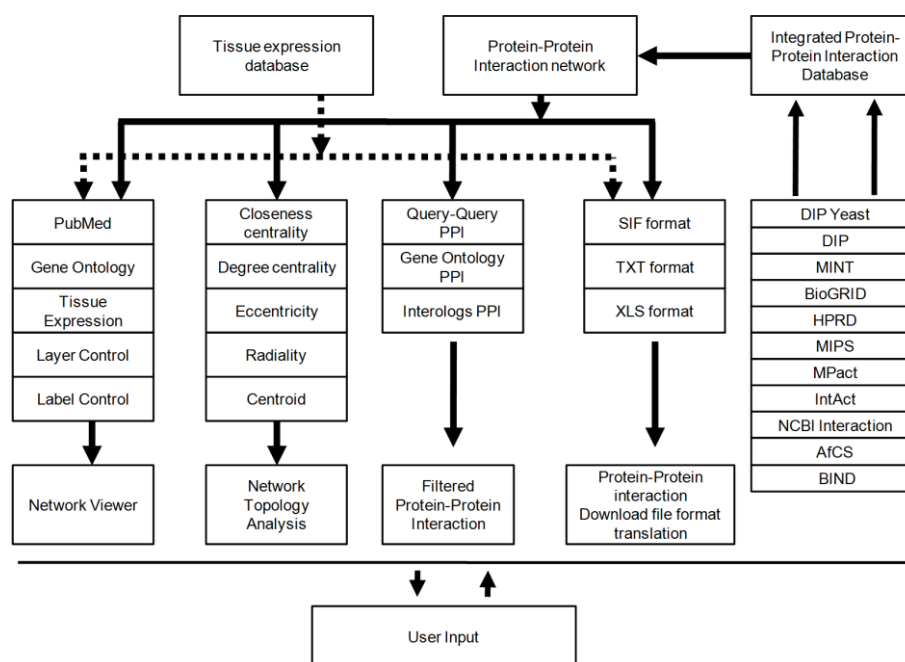 Tissue expression
database
Protein-Protein
Interaction network
Integrated Protein-
Protein Interaction
Database
PubMed
Gene Ontology
Tissue
Expression
Layer Control
Label Control
Closeness
centrality
Degree centrality
Eccentricity
Radiality
Centroid
Query-Query
PPI
Gene Ontology
PPI
Interologs PPI
SIF format
TXT format
XLS format
DIP Yeast
DIP
MINT
BioGRID
HPRD
MIPS
MPact
IntAct
NCBI Interaction
AfCS
BIND
Network Viewer
Network
Topology
Analysis
Filtered
Protein-Protein
Interaction
Protein-Protein
interaction
Download file format
translation
User Input